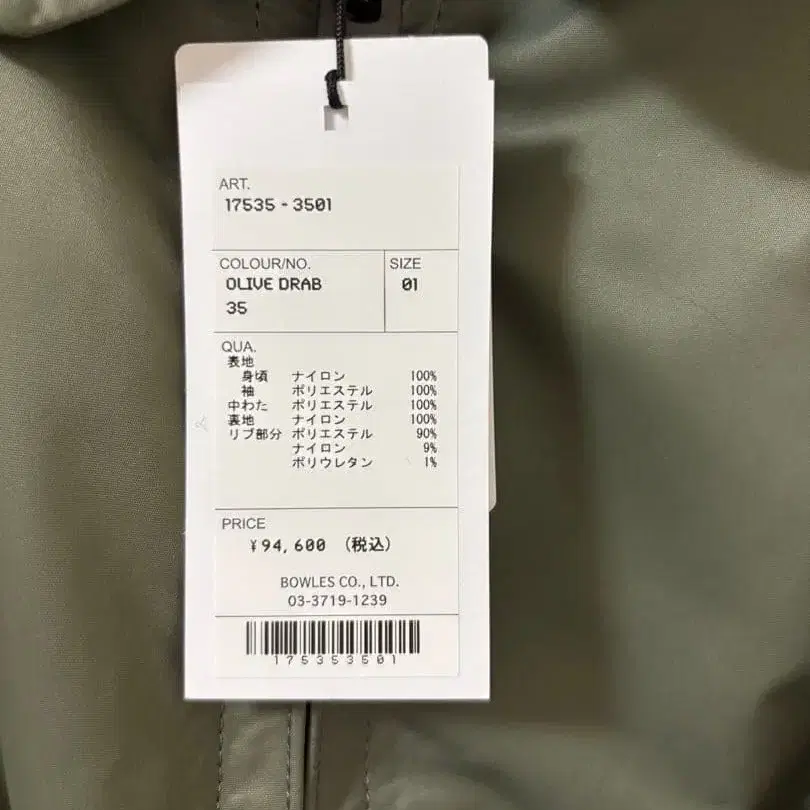 ART.
17535 - 3501
COLOUR/NO. SIZE
OLIVE DRAB 01
35
QUA.
表地
身頃 ナイロン 100%
袖 ポリエステル 100%
中わた ポリエステル 100%
裏地 ナイロン 100%
リブ部分 ポリエステル 90%
ナイロン 9%
ポリウレタン 1%
PRICE
¥94,600 (税込)
BOWLES CO., LTD.
03-3719-1239
175353501